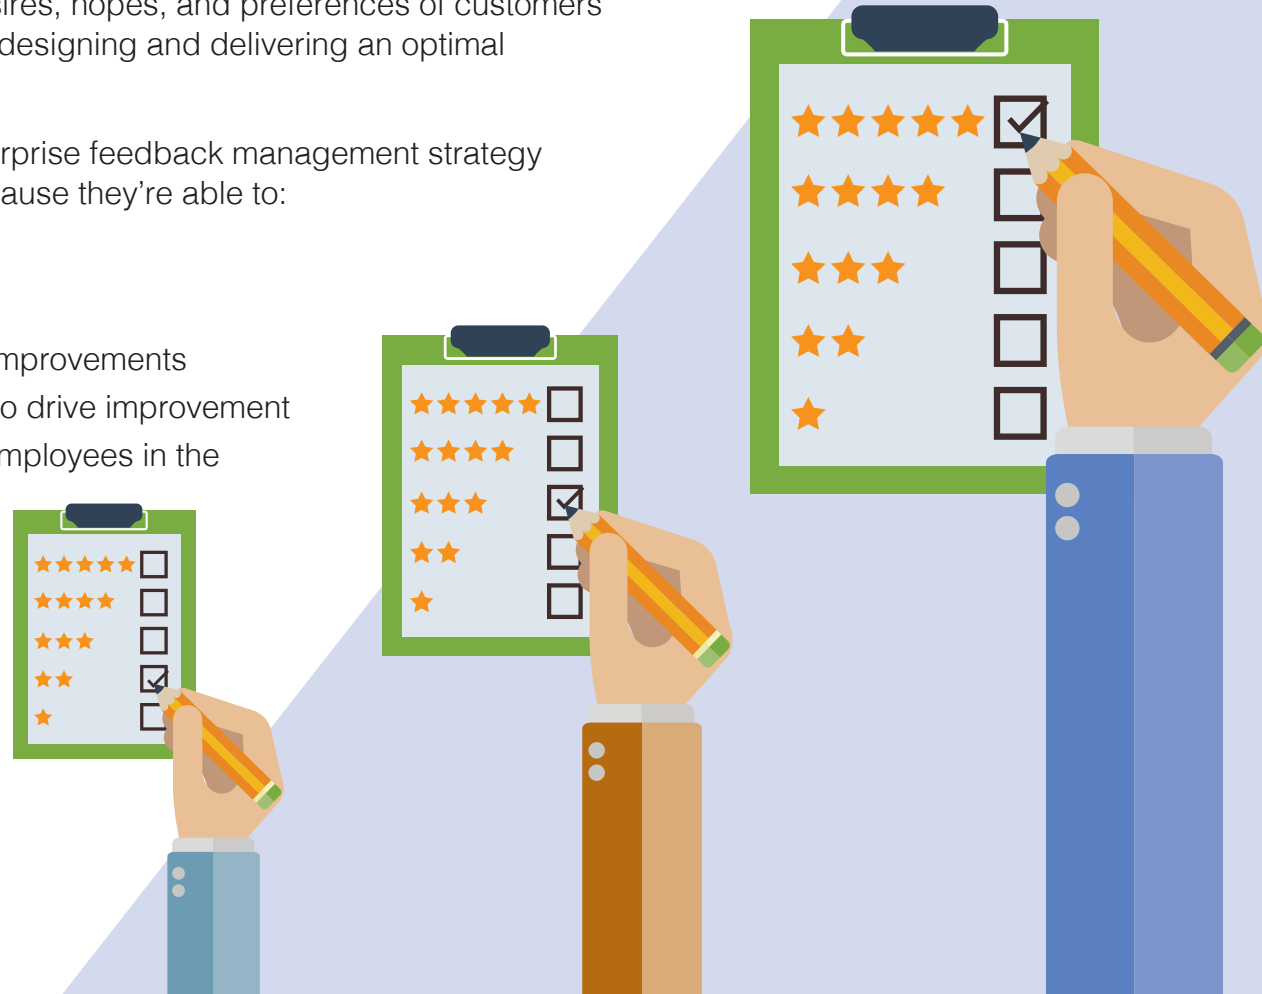 sires, hopes, and preferences of customers
designing and delivering an optimal
rprise feedback management strategy
ause they’re able to:
mprovements
o drive improvement
mployees in the